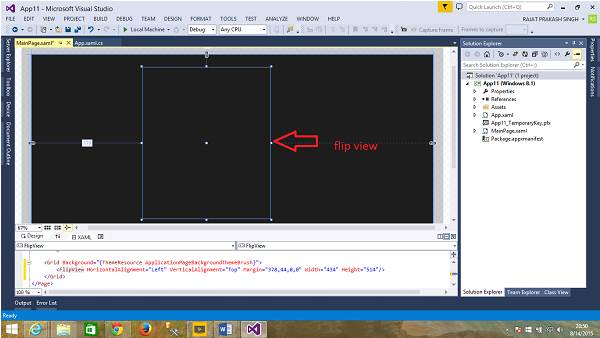 App11 - Microsoft Visual Studio
Quick Launch (Ctrl+Q)
FILE EDIT VIEW PROJECT BUILD DEBUG TEAM DESIGN FORMAT TOOLS TEST ANALYZE WINDOW HELP
RAJAT PRAKASH SINGH
Local Machine Debug Any CPU
Capture Frame Frames to capture
MainPage.xaml* App.xaml.cs
Server Explorer
Toolbox
Device
Document Outline
flip view
67%
Design XAML
FlipView FlipView
<Grid Background="{ThemeResource ApplicationPageBackgroundThemeBrush}">
<FlipView HorizontalAlignment="Left" VerticalAlignment="Top" Margin="378,44,0,0" Width="434" Height="514"/>
</Grid>
</Page>
100 %
Output Error List
Ready
Solution Explorer
Search Solution Explorer (Ctrl+;)
Solution 'App11' (1 project)
App11 (Windows 8.1)
Properties
References
Assets
App.xaml
App11_TemporaryKey.pfx
MainPage.xaml
Package.appxmanifest
Solution Explorer Team Explorer Class View
Properties
Notifications
20:50
8/14/2015